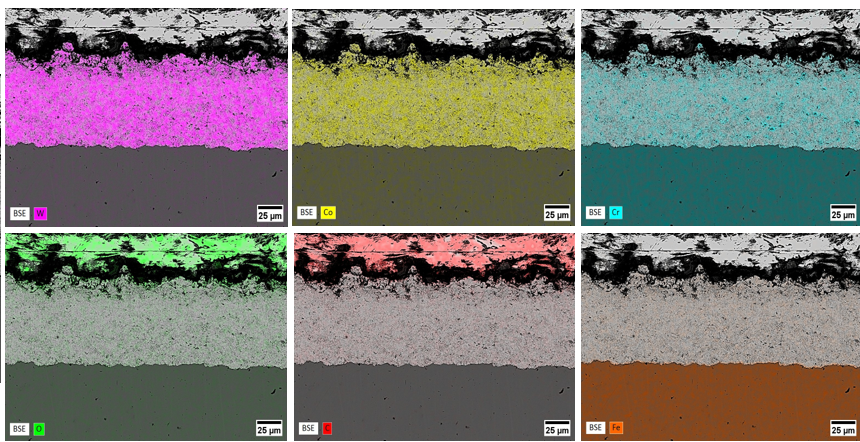 BSE W 25 µm
BSE Co 25 µm
BSE Cr 25 µm
BSE O 25 µm
BSE C 25 µm
BSE Fe 25 µm